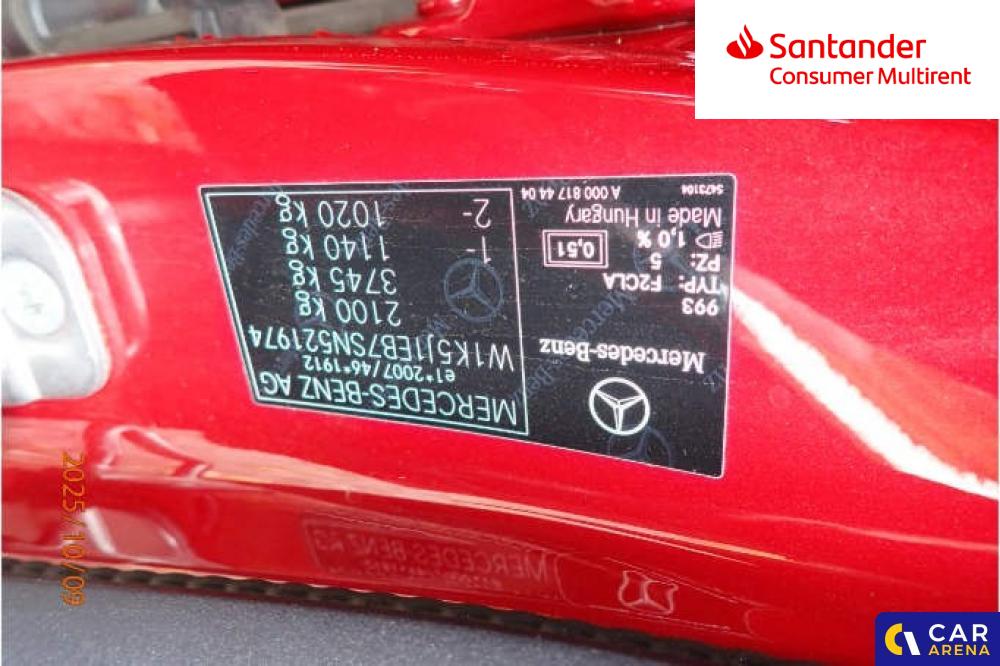 Santander
Consumer Multirent
MERCEDES-BENZ AG
e1*2007/46*1912
W1K5J1EB7SN521974
2100 kg
3745 kg
1- 1140 kg
2- 1020 kg
Mercedes-Benz
993
TYP: F2CLA
PZ: 5
1,0 % 0,51
Made in Hungary
A 000 817 44 04
5473104
2025/10/09
CAR
ARENA